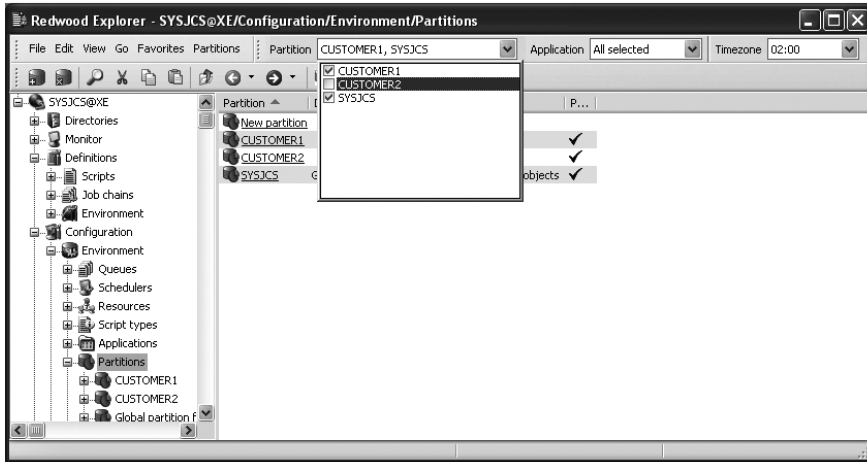 Redwood Explorer - SYSJCS@XE/Configuration/Environment/Partitions
File Edit View Go Favorites Partitions Partition CUSTOMER1, SYSJCS Application All selected Timezone 02:00
CUSTOMER1
CUSTOMER2
SYSJCS
SYSJCS@XE
Directories
Monitor
Definitions
Scripts
Job chains
Environment
Configuration
Environment
Queues
Schedulers
Resources
Script types
Applications
Partitions
CUSTOMER1
CUSTOMER2
Global partition f
Partition P...
New partition
CUSTOMER1
CUSTOMER2
SYSJCS G objects